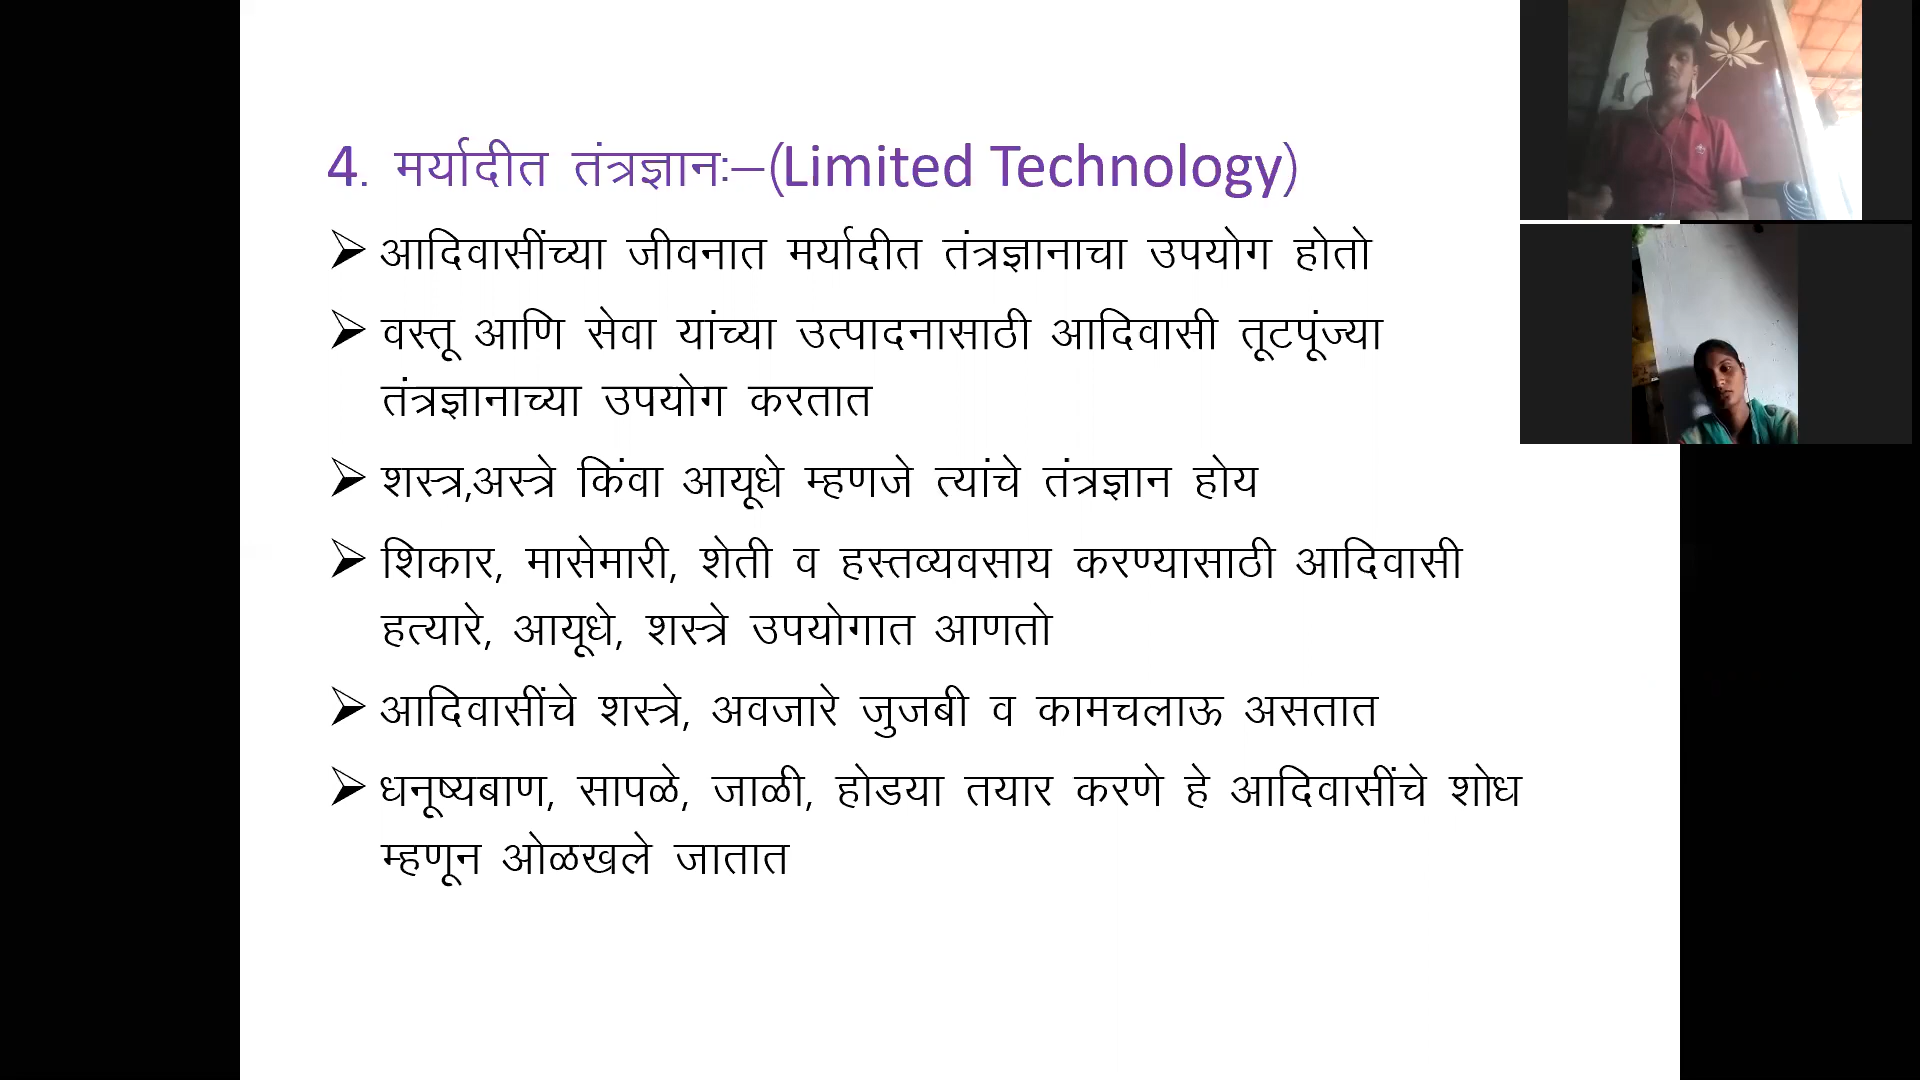 4. मर्यादीत तंत्रज्ञानः–(Limited Technology)
➢ आदिवासींच्या जीवनात मर्यादीत तंत्रज्ञानाचा उपयोग होतो
➢ वस्तू आणि सेवा यांच्या उत्पादनासाठी आदिवासी तूटपूंज्या
तंत्रज्ञानाच्या उपयोग करतात
➢ शस्त्र,अस्त्रे किंवा आयूधे म्हणजे त्यांचे तंत्रज्ञान होय
➢ शिकार, मासेमारी, शेती व हस्तव्यवसाय करण्यासाठी आदिवासी
हत्यारे, आयूधे, शस्त्रे उपयोगात आणतो
➢ आदिवासींचे शस्त्रे, अवजारे जुजबी व कामचलाऊ असतात
➢ धनूष्यबाण, सापळे, जाळी, होडया तयार करणे हे आदिवासींचे शोध
म्हणून ओळखले जातात